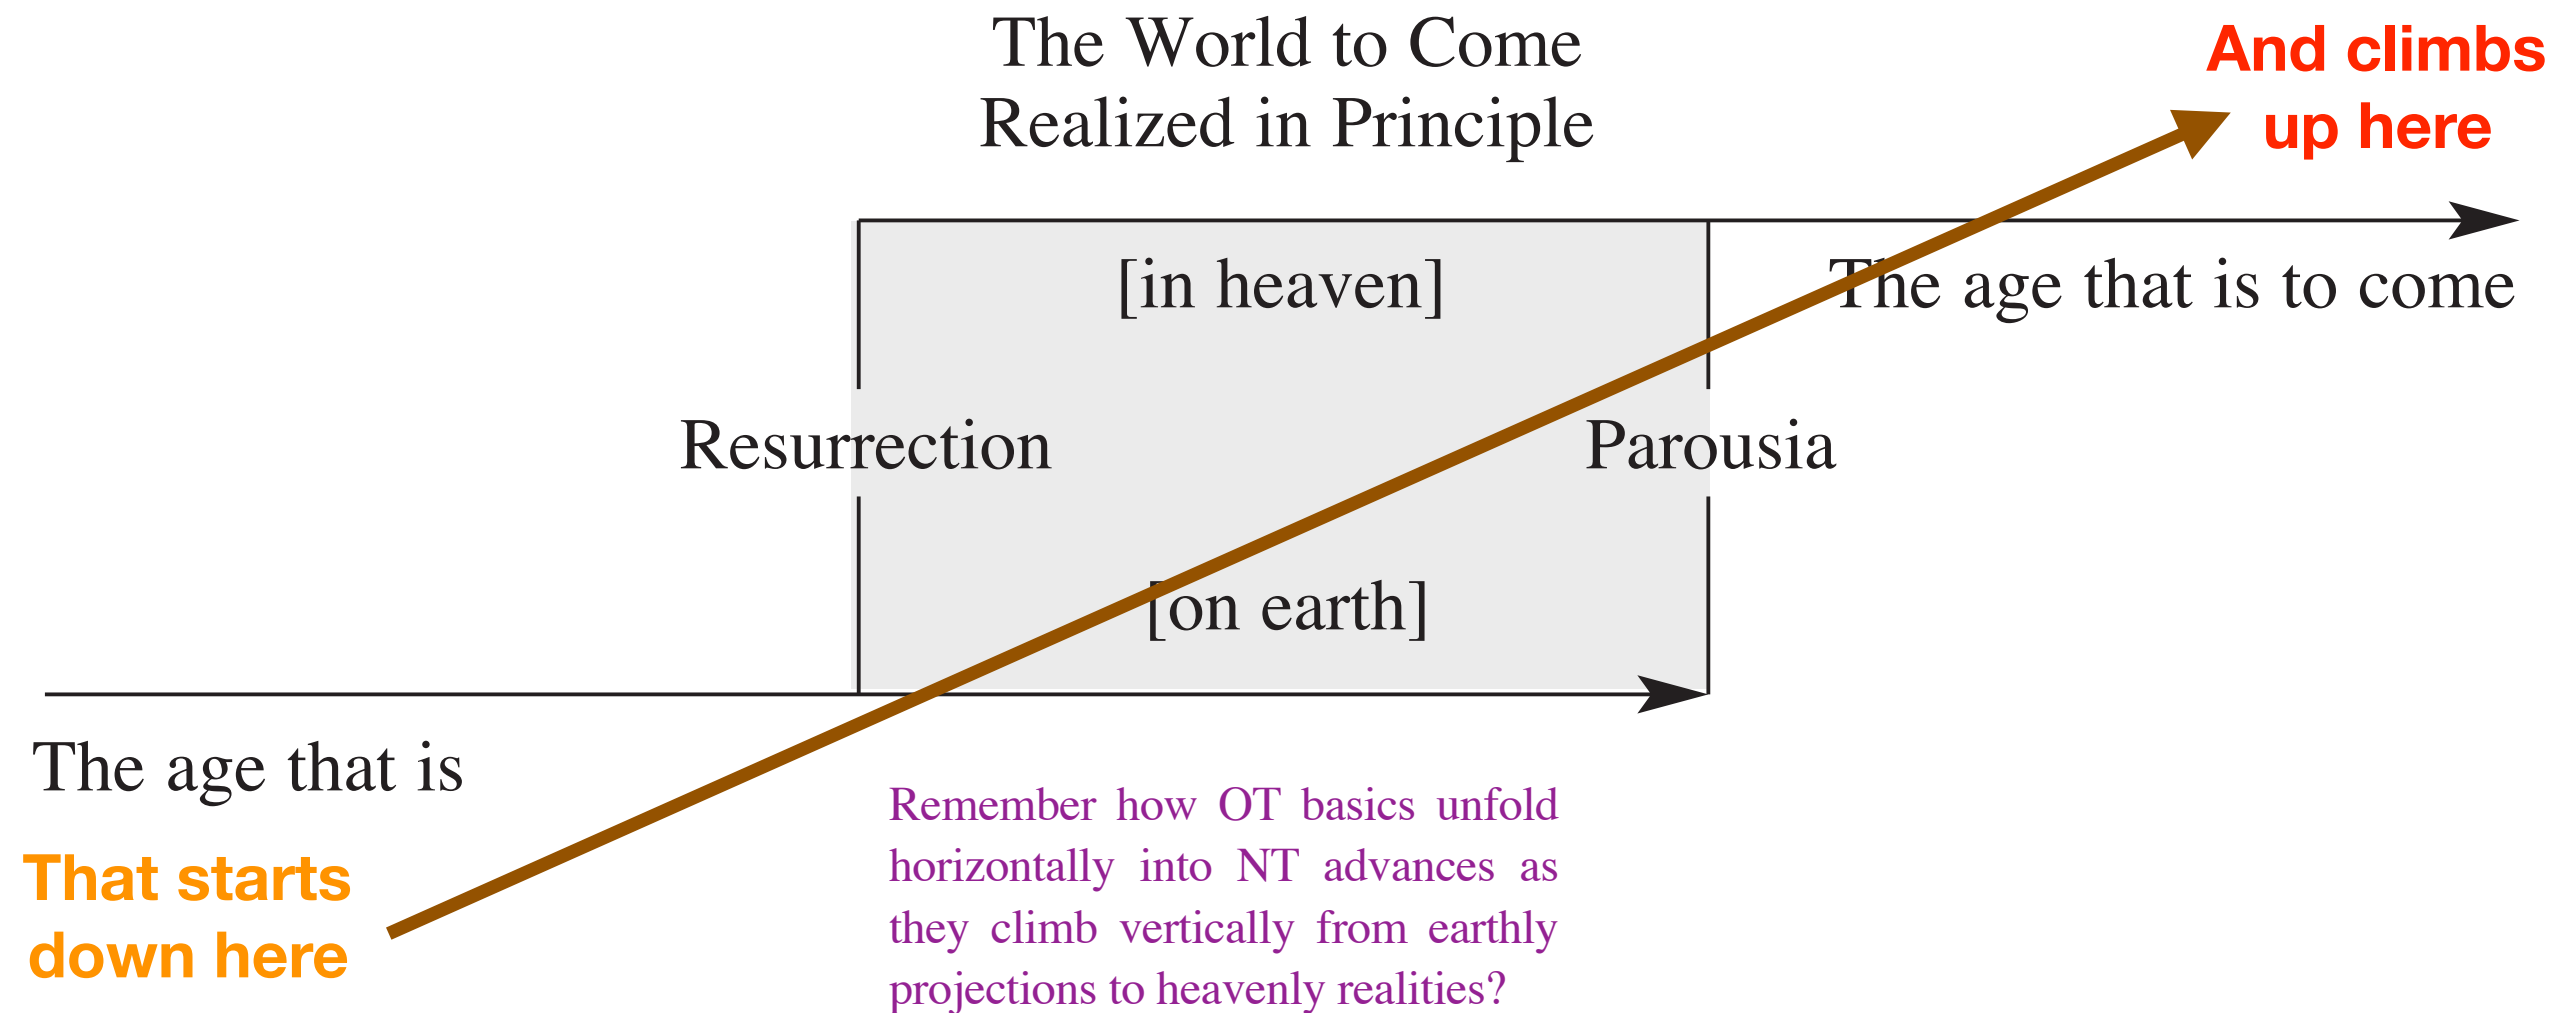 The World to Come
Realized in Principle
And climbs
up here
[in heaven]
The age that is to come
Resurrection
Parousia
[on earth]
The age that is
That starts
down here
Remember how OT basics unfold
horizontally into NT advances as
they climb vertically from earthly
projections to heavenly realities?